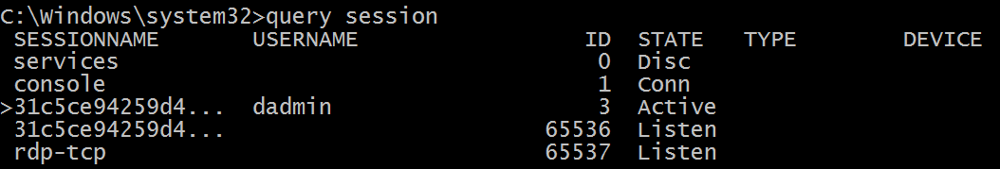 C:\Windows\system32>query session
SESSIONNAME USERNAME ID STATE TYPE DEVICE
services 0 Disc
console 1 Conn
>31c5ce94259d4... dadmin 3 Active
31c5ce94259d4... 65536 Listen
rdp-tcp 65537 Listen